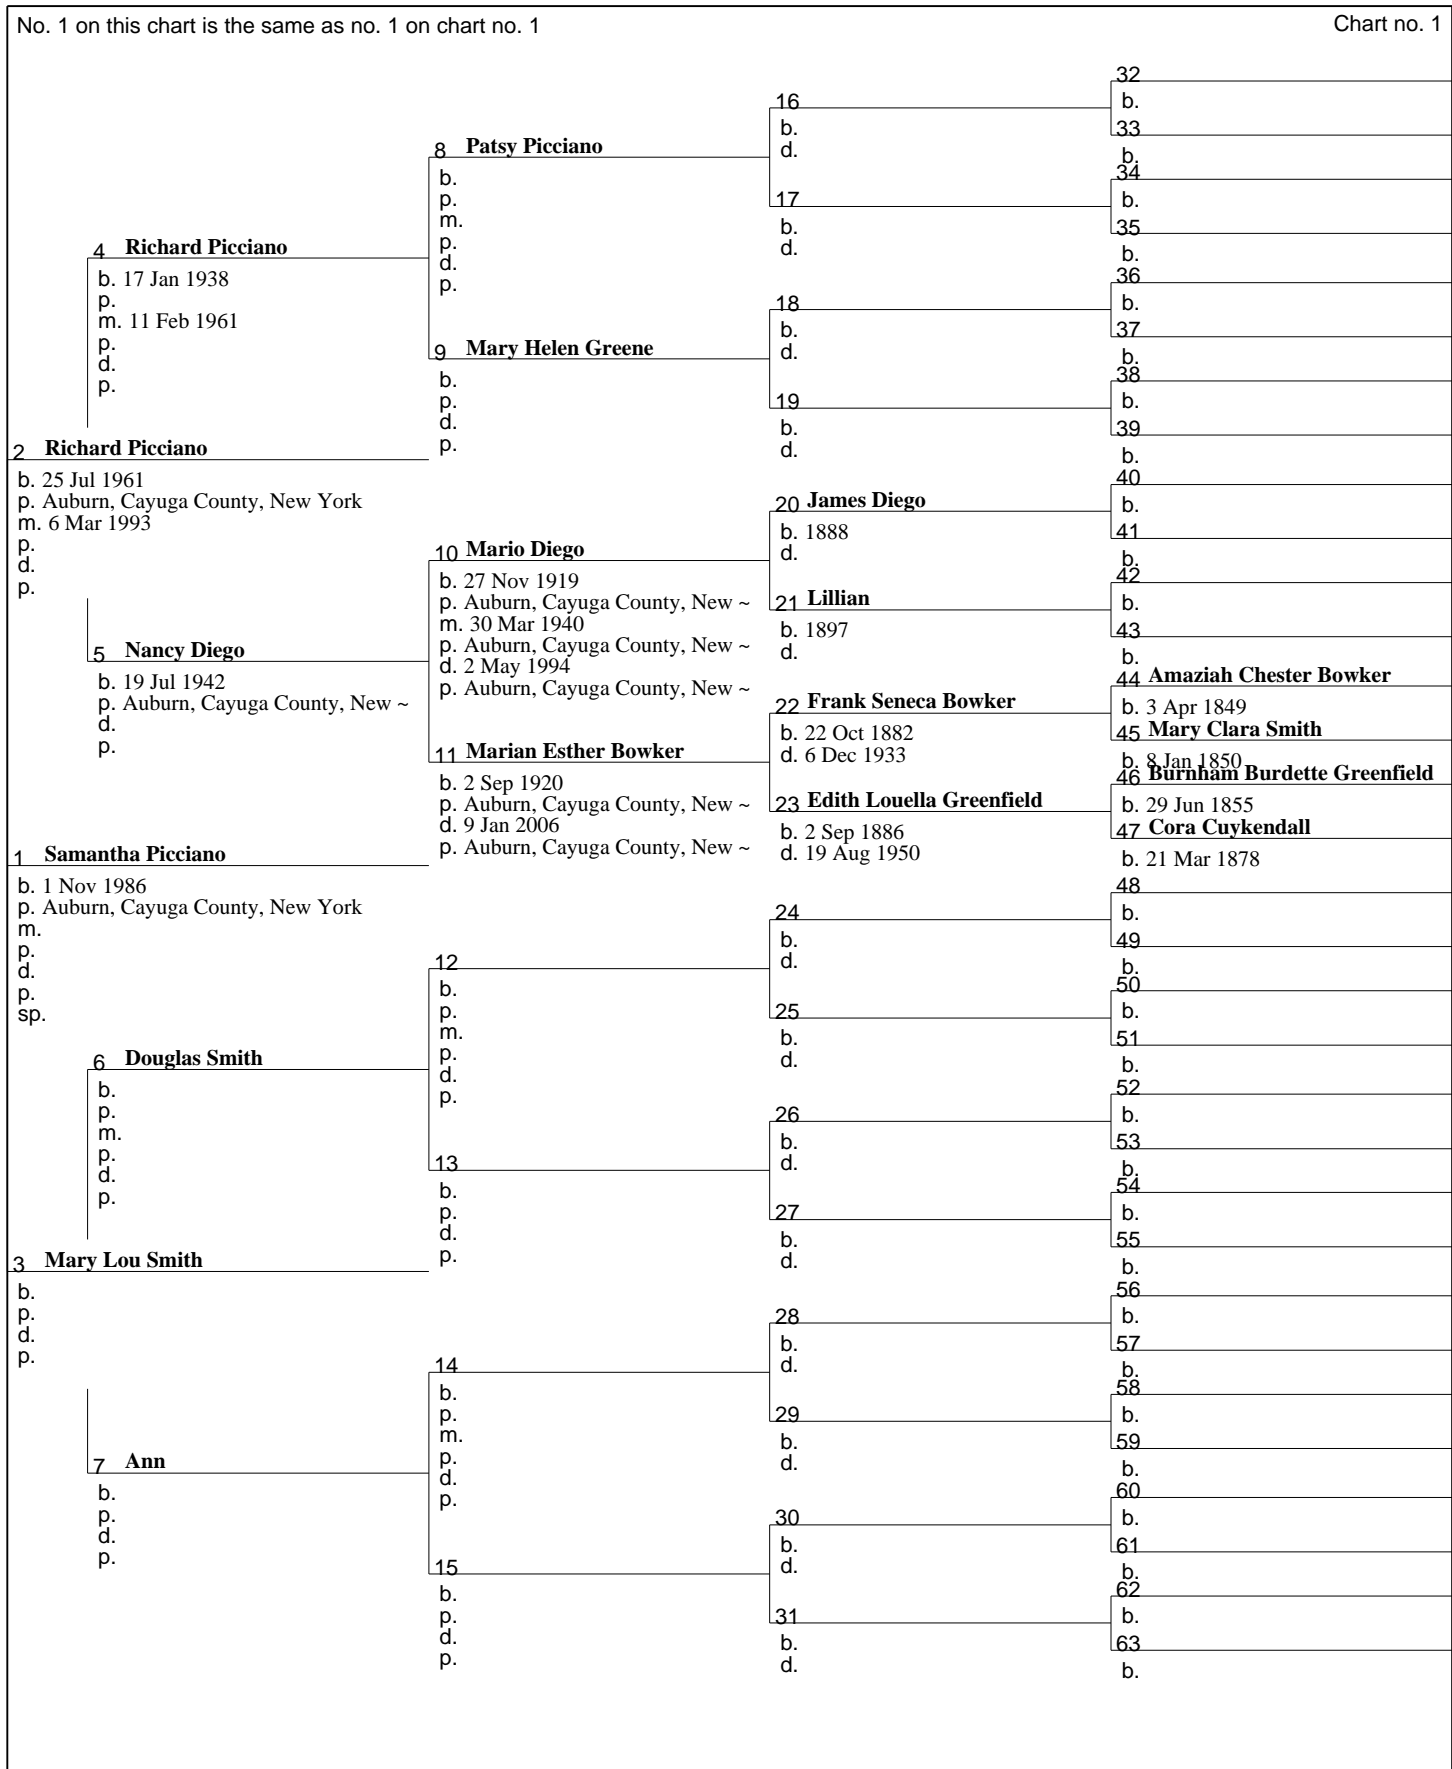 No. 1 on this chart is the same as no. 1 on chart no. 1
Chart no. 1
1 Samantha Picciano
b. 1 Nov 1986
p. Auburn, Cayuga County, New York
m.
p.
d.
p.
sp.
2 Richard Picciano
b. 25 Jul 1961
p. Auburn, Cayuga County, New York
m. 6 Mar 1993
p.
d.
p.
3 Mary Lou Smith
b.
p.
d.
p.
4 Richard Picciano
b. 17 Jan 1938
p.
m. 11 Feb 1961
p.
d.
p.
5 Nancy Diego
b. 19 Jul 1942
p. Auburn, Cayuga County, New ~
d.
p.
6 Douglas Smith
b.
p.
m.
p.
d.
p.
7 Ann
b.
p.
d.
p.
8 Patsy Picciano
b.
p.
m.
p.
d.
p.
9 Mary Helen Greene
b.
p.
d.
p.
10 Mario Diego
b. 27 Nov 1919
p. Auburn, Cayuga County, New ~
m. 30 Mar 1940
p. Auburn, Cayuga County, New ~
d. 2 May 1994
p. Auburn, Cayuga County, New ~
11 Marian Esther Bowker
b. 2 Sep 1920
p. Auburn, Cayuga County, New ~
d. 9 Jan 2006
p. Auburn, Cayuga County, New ~
12
b.
p.
m.
p.
d.
p.
13
b.
p.
d.
p.
14
b.
p.
m.
p.
d.
p.
15
b.
p.
d.
p.
16
b.
d.
17
b.
d.
18
b.
d.
19
b.
d.
20 James Diego
b. 1888
d.
21 Lillian
b. 1897
d.
22 Frank Seneca Bowker
b. 22 Oct 1882
d. 6 Dec 1933
23 Edith Louella Greenfield
b. 2 Sep 1886
d. 19 Aug 1950
24
b.
d.
25
b.
d.
26
b.
d.
27
b.
d.
28
b.
d.
29
b.
d.
30
b.
d.
31
b.
d.
32
b.
33
b.
34
b.
35
b.
36
b.
37
b.
38
b.
39
b.
40
b.
41
b.
42
b.
43
b.
44 Amaziah Chester Bowker
b. 3 Apr 1849
45 Mary Clara Smith
b. 8 Jan 1850
46 Burnham Burdette Greenfield
b. 29 Jun 1855
47 Cora Cuykendall
b. 21 Mar 1878
48
b.
49
b.
50
b.
51
b.
52
b.
53
b.
54
b.
55
b.
56
b.
57
b.
58
b.
59
b.
60
b.
61
b.
62
b.
63
b.